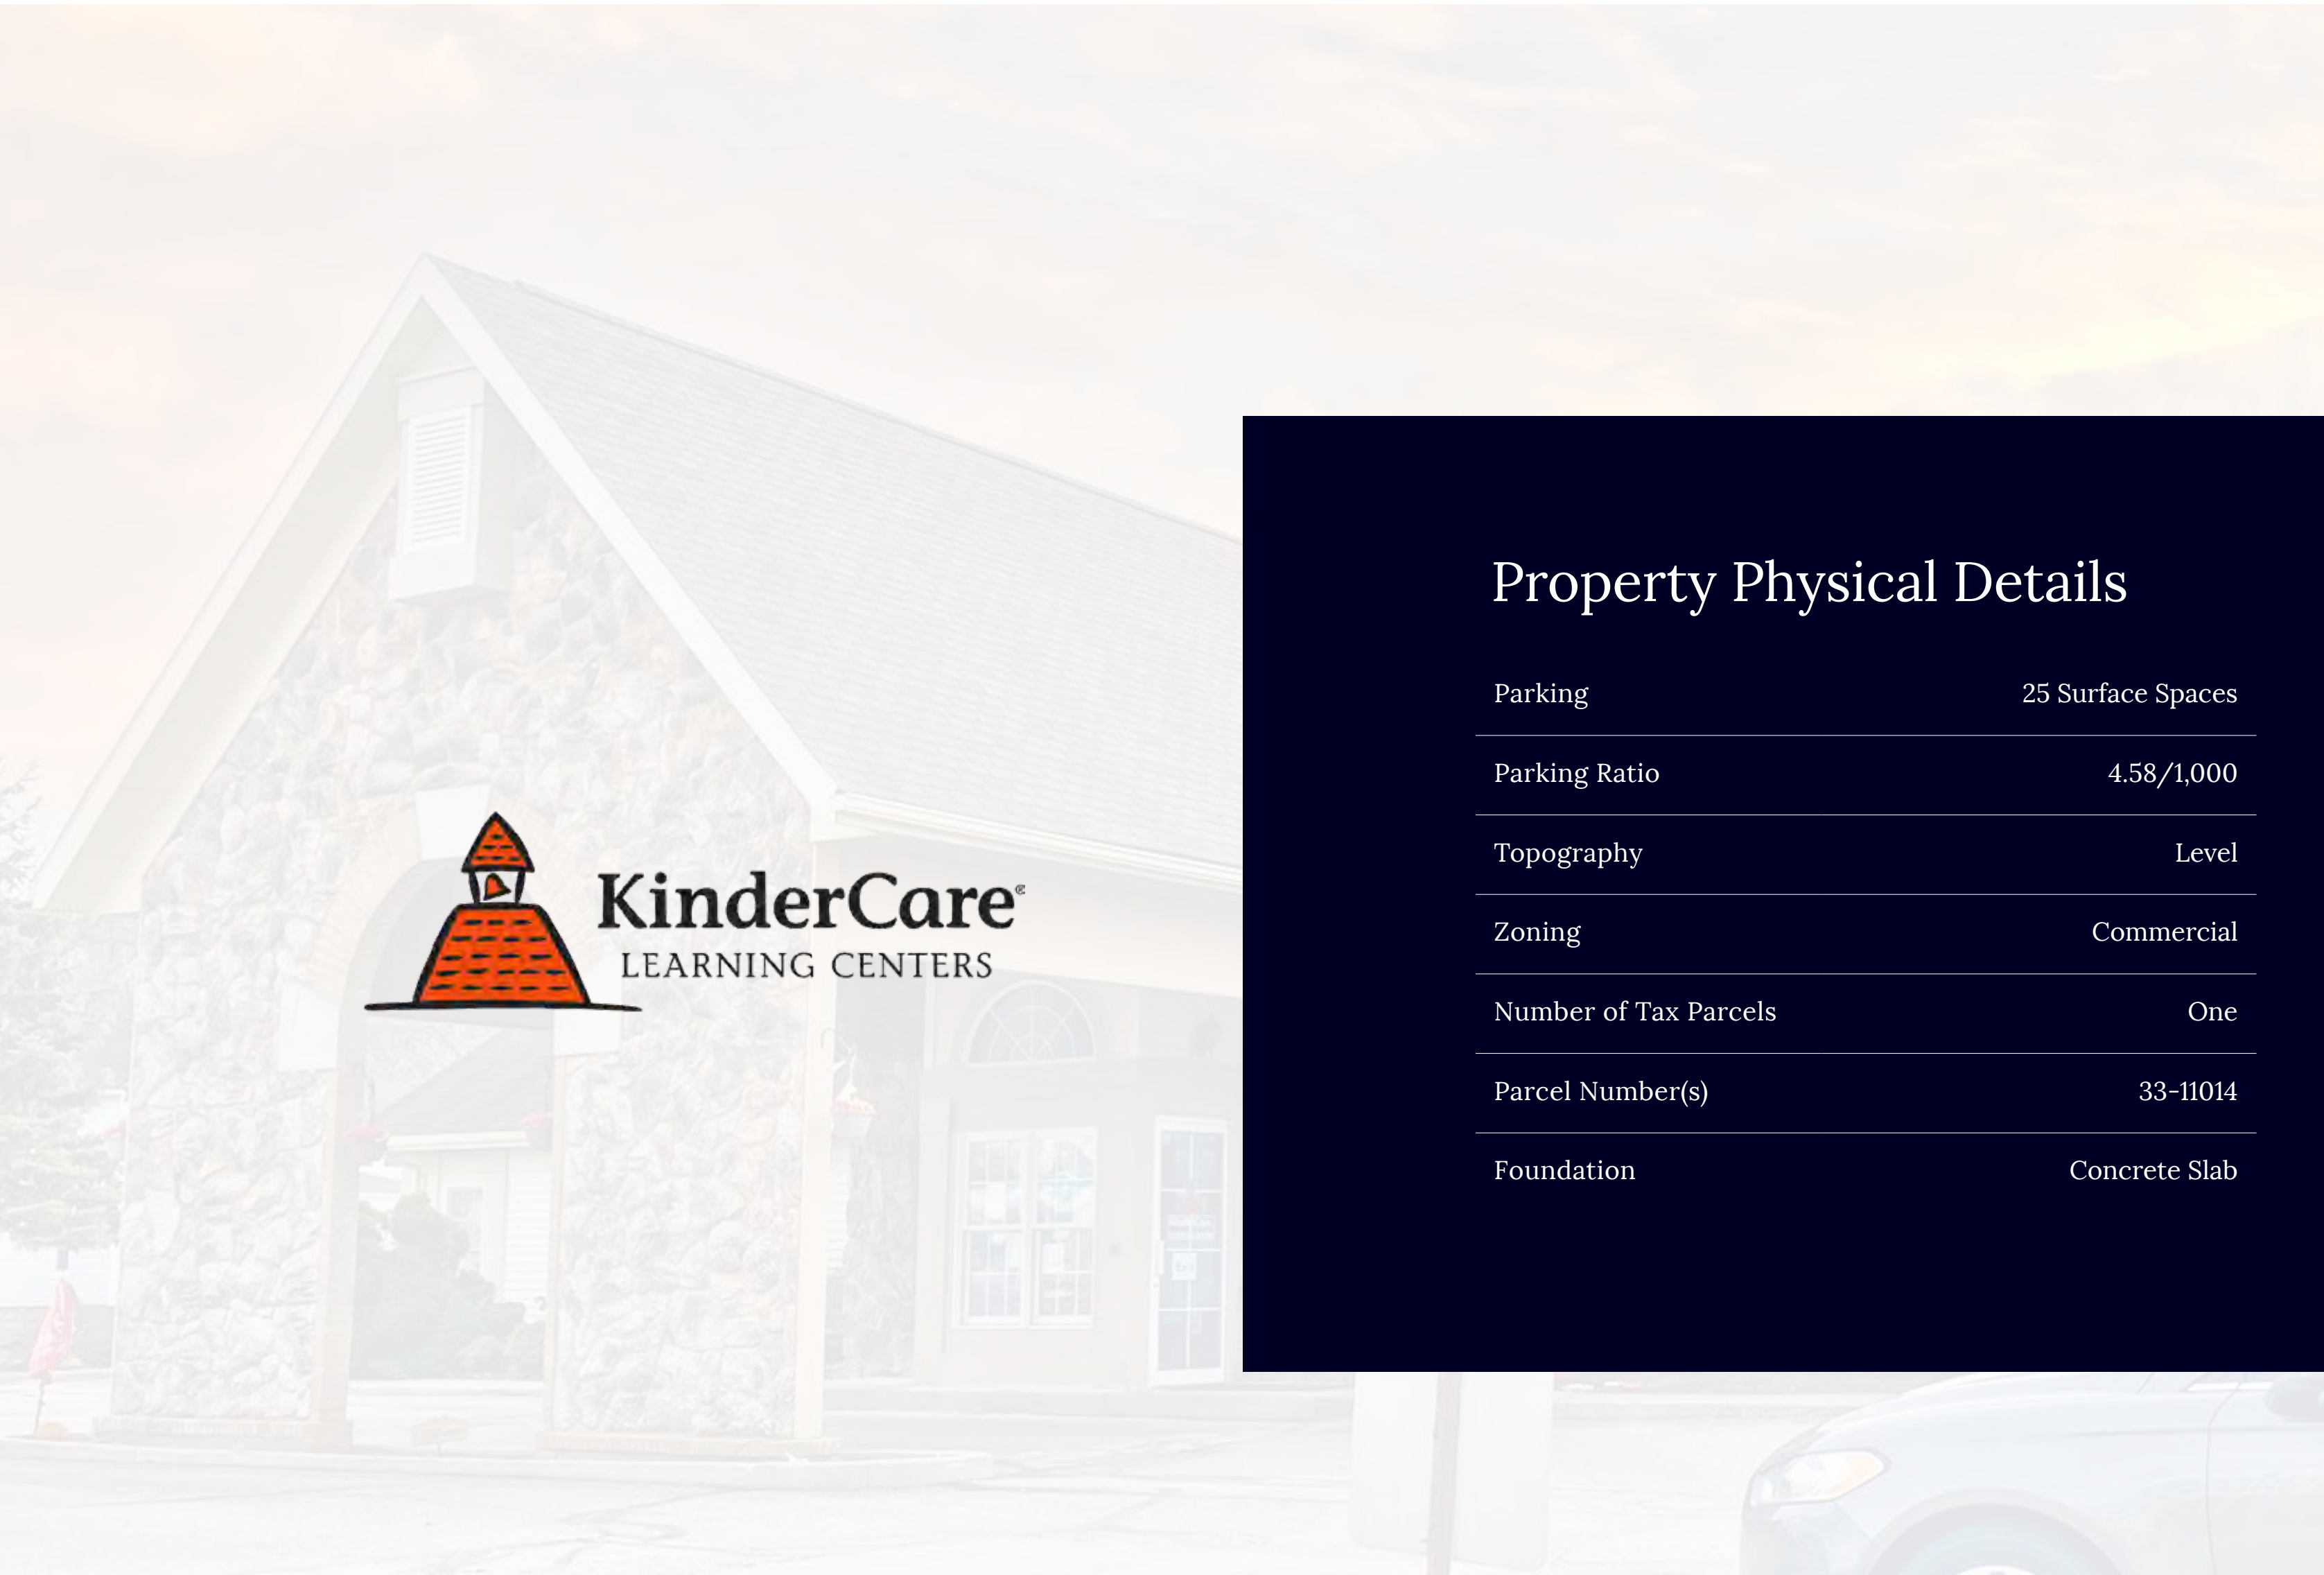 Property Physical Details
Parking 25 Surface Spaces
Parking Ratio 4.58/1,000
Topography Level
Zoning Commercial
KinderCare®
LEARNING CENTERS
Number of Tax Parcels One
Parcel Number(s) 33-11014
Foundation Concrete Slab